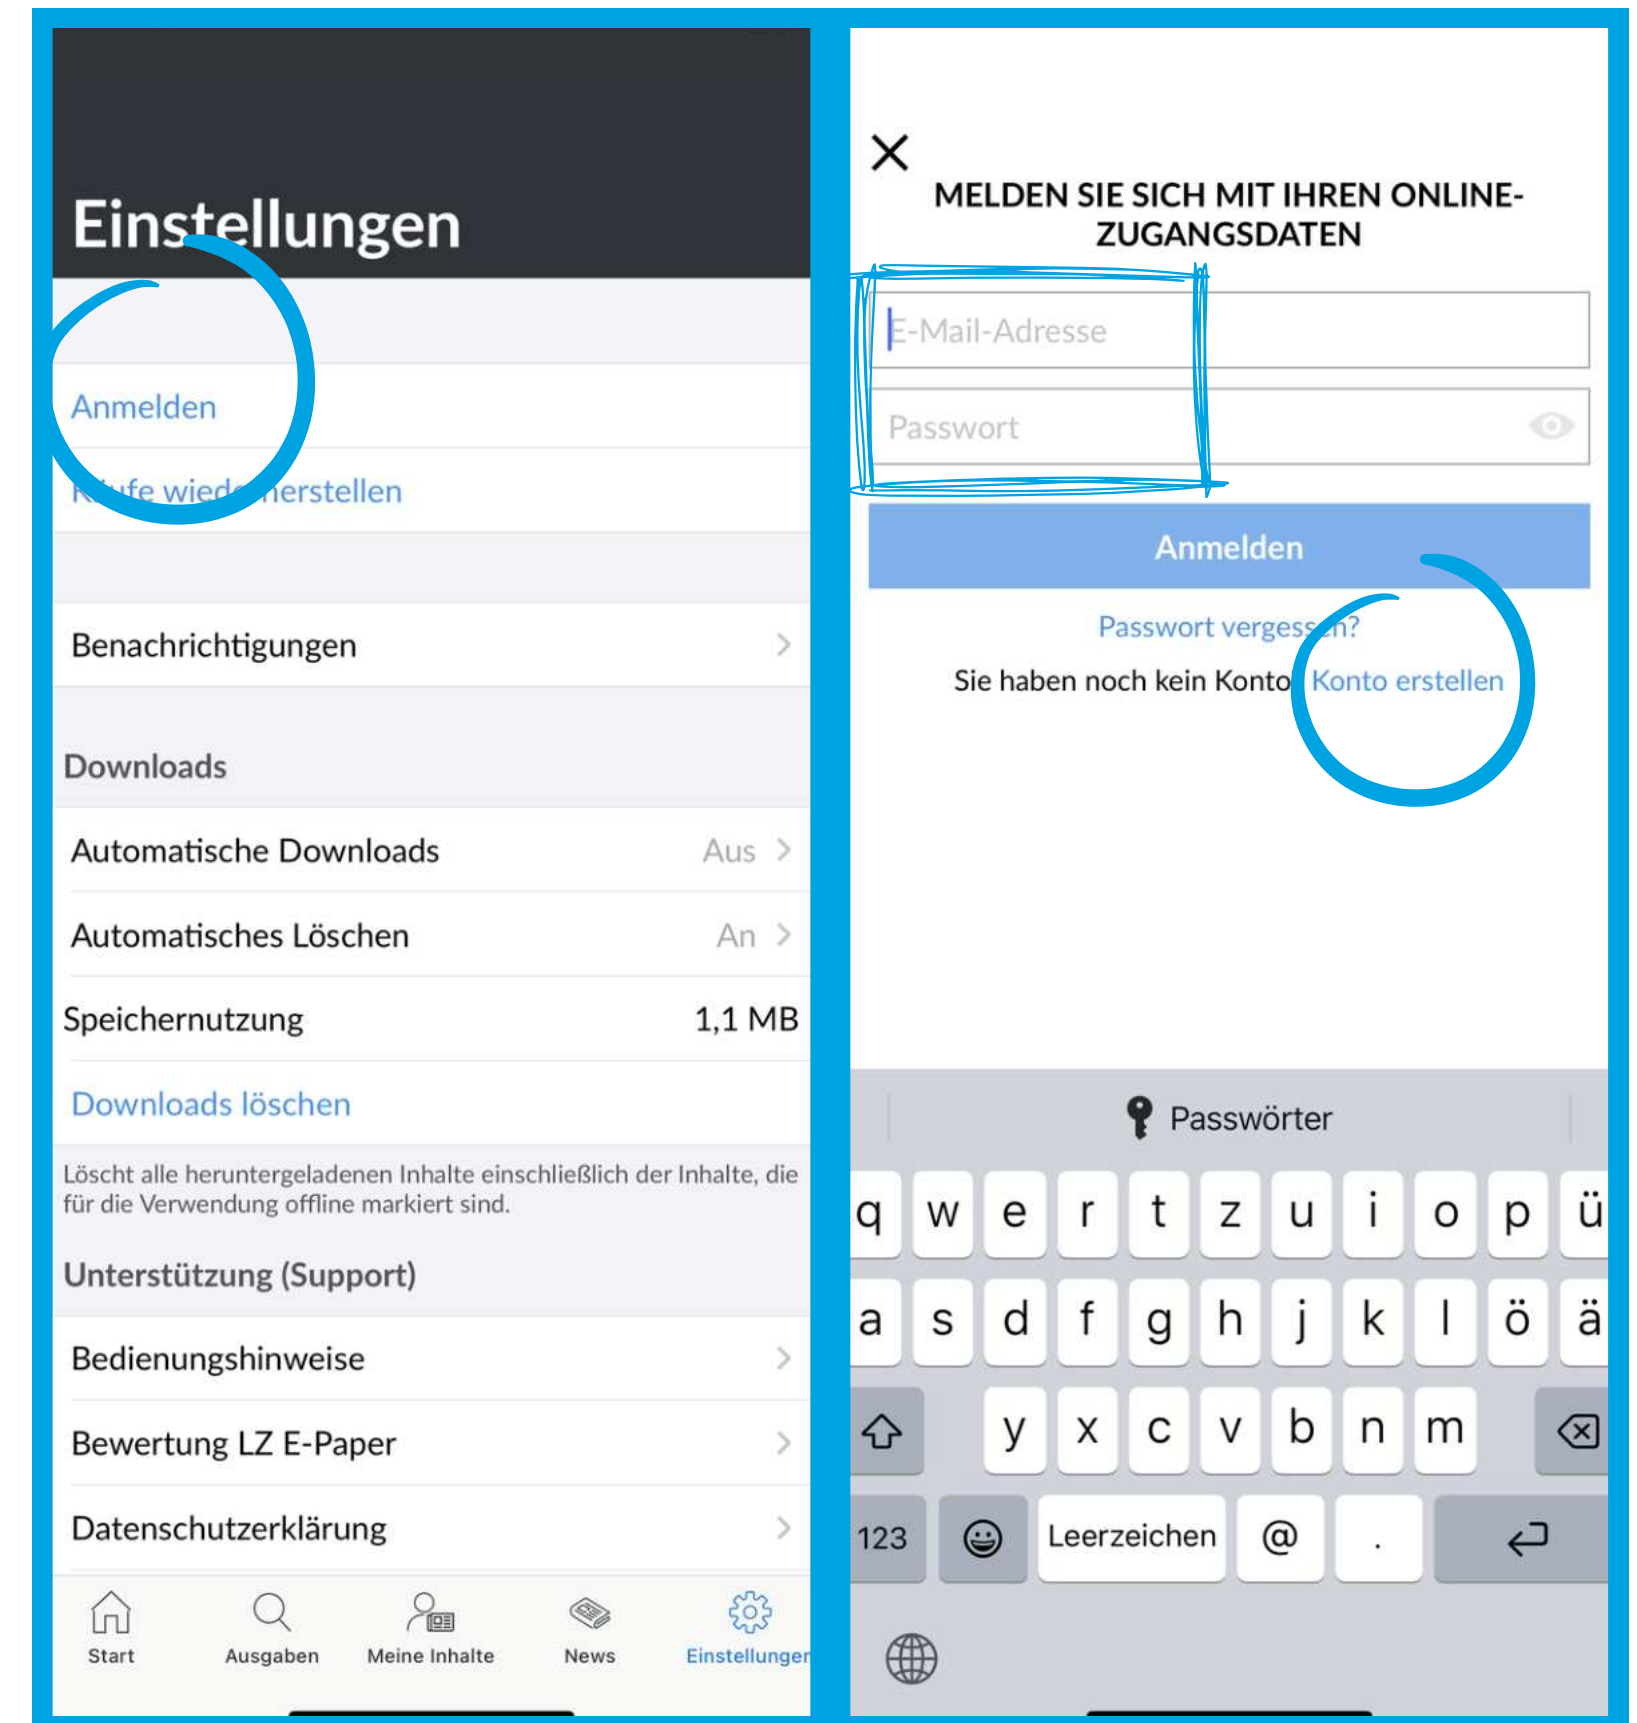 Einstellungen
Anmelden
Käufe wiederherstellen
Benachrichtigungen
Downloads
Automatische Downloads Aus
Automatisches Löschen An
Speichernutzung 1,1 MB
Downloads löschen
Löscht alle heruntergeladenen Inhalte einschließlich der Inhalte, die
für die Verwendung offline markiert sind.
Unterstützung (Support)
Bedienungshinweise
Bewertung LZ E-Paper
Datenschutzerklärung
Start Ausgaben Meine Inhalte News Einstellungen
MELDEN SIE SICH MIT IHREN ONLINE-
ZUGANGSDATEN
E-Mail-Adresse
Passwort
Anmelden
Passwort vergessen?
Sie haben noch kein Konto Konto erstellen
Passwörter
q w e r t z u i o p ü
a s d f g h j k l ö ä
y x c v b n m
123 Leerzeichen @ .